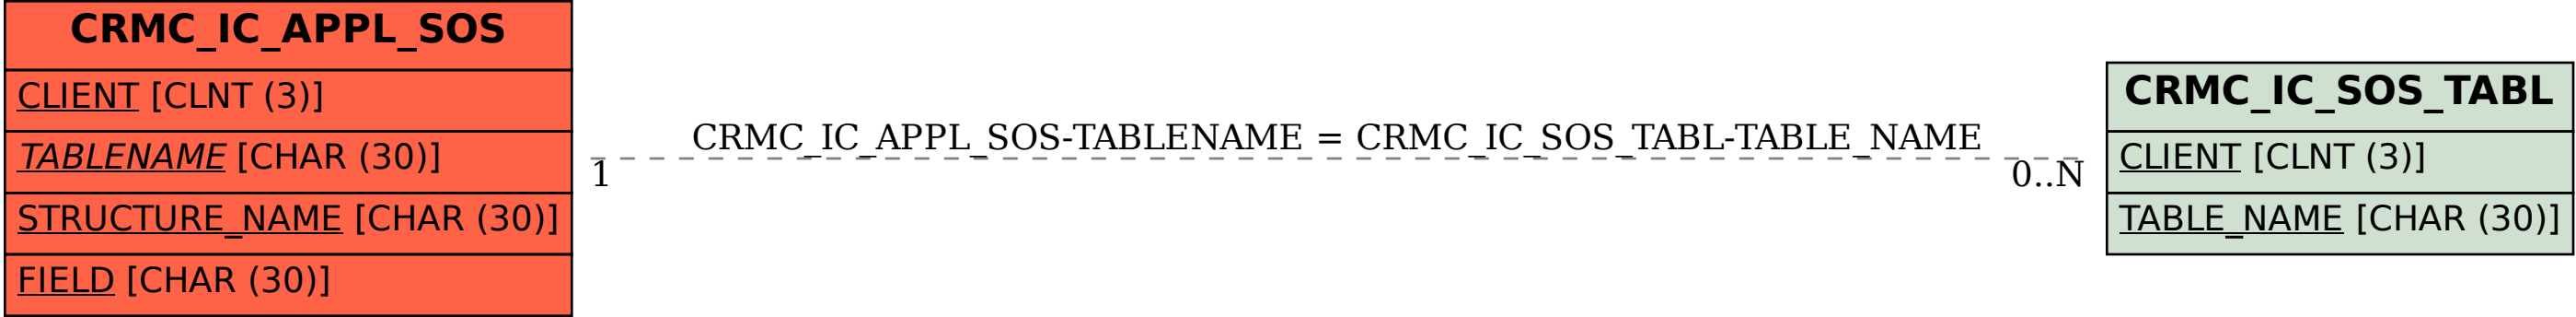 CRMC_IC_APPL_SOS
CLIENT [CLNT (3)]
TABLENAME [CHAR (30)]
STRUCTURE_NAME [CHAR (30)]
FIELD [CHAR (30)]
CRMC_IC_APPL_SOS-TABLENAME = CRMC_IC_SOS_TABL-TABLE_NAME
1
0..N
CRMC_IC_SOS_TABL
CLIENT [CLNT (3)]
TABLE_NAME [CHAR (30)]